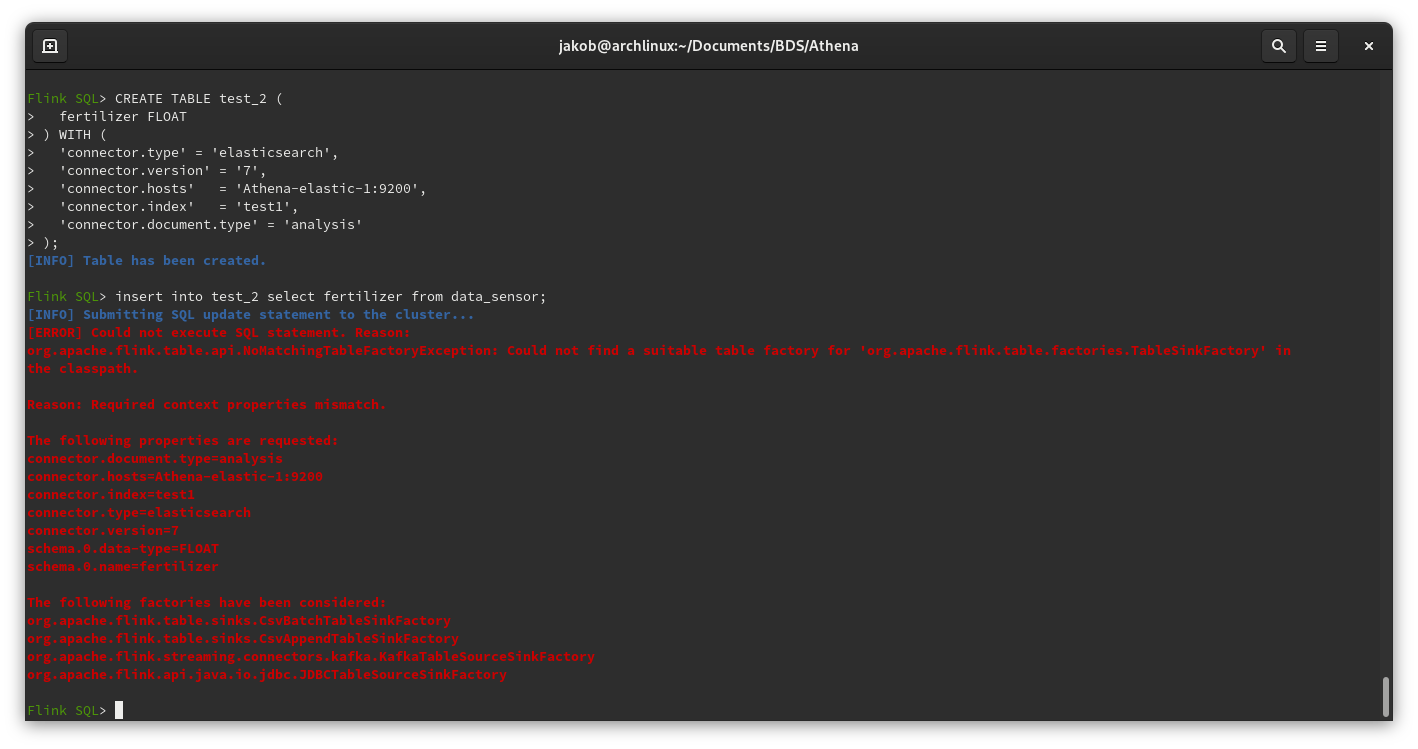 jakob@archlinux:~/Documents/BDS/Athena
Flink SQL> CREATE TABLE test_2 (
>   fertilizer FLOAT
> ) WITH (
>   'connector.type' = 'elasticsearch',
>   'connector.version' = '7',
>   'connector.hosts'   = 'Athena-elastic-1:9200',
>   'connector.index'   = 'test1',
>   'connector.document.type' = 'analysis'
> );
[INFO] Table has been created.
Flink SQL> insert into test_2 select fertilizer from data_sensor;
[INFO] Submitting SQL update statement to the cluster...
[ERROR] Could not execute SQL statement. Reason:
org.apache.flink.table.api.NoMatchingTableFactoryException: Could not find a suitable table factory for 'org.apache.flink.table.factories.TableSinkFactory' in
the classpath.
Reason: Required context properties mismatch.
The following properties are requested:
connector.document.type=analysis
connector.hosts=Athena-elastic-1:9200
connector.index=test1
connector.type=elasticsearch
connector.version=7
schema.0.data-type=FLOAT
schema.0.name=fertilizer
The following factories have been considered:
org.apache.flink.table.sinks.CsvBatchTableSinkFactory
org.apache.flink.table.sinks.CsvAppendTableSinkFactory
org.apache.flink.streaming.connectors.kafka.KafkaTableSourceSinkFactory
org.apache.flink.api.java.io.jdbc.JDBCTableSourceSinkFactory
Flink SQL>